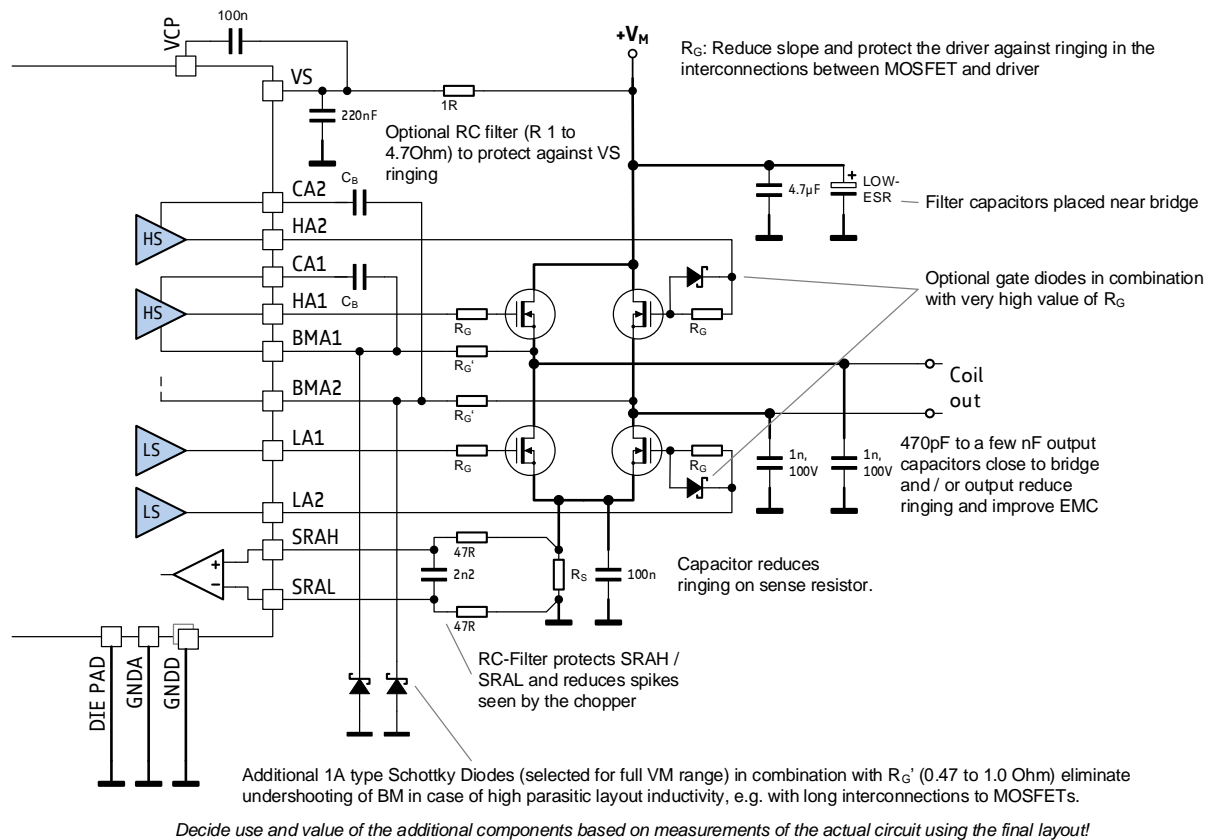 100n
VCP
+VM
RG: Reduce slope and protect the driver against ringing in the
interconnections between MOSFET and driver
VS
1R
220nF
Optional RC filter (R 1 to
4.7Ohm) to protect against VS
ringing
+
4.7µF
LOW-
ESR
Filter capacitors placed near bridge
CA2
CB
HS
HA2
CA1
CB
Optional gate diodes in combination
with very high value of RG
HS
HA1
RG
RG
BMA1
RG'
Coil
out
BMA2
RG'
LS
LA1
RG
RG
1n,
100V
1n,
100V
470pF to a few nF output
capacitors close to bridge
and / or output reduce
ringing and improve EMC
LS
LA2
SRAH
47R
+
-
2n2
RS
100n
Capacitor reduces
ringing on sense resistor.
SRAL
47R
RC-Filter protects SRAH /
SRAL and reduces spikes
seen by the chopper
DIE PAD
GNDA
GNDD
Additional 1A type Schottky Diodes (selected for full VM range) in combination with RG' (0.47 to 1.0 Ohm) eliminate
undershooting of BM in case of high parasitic layout inductivity, e.g. with long interconnections to MOSFETs.
Decide use and value of the additional components based on measurements of the actual circuit using the final layout!